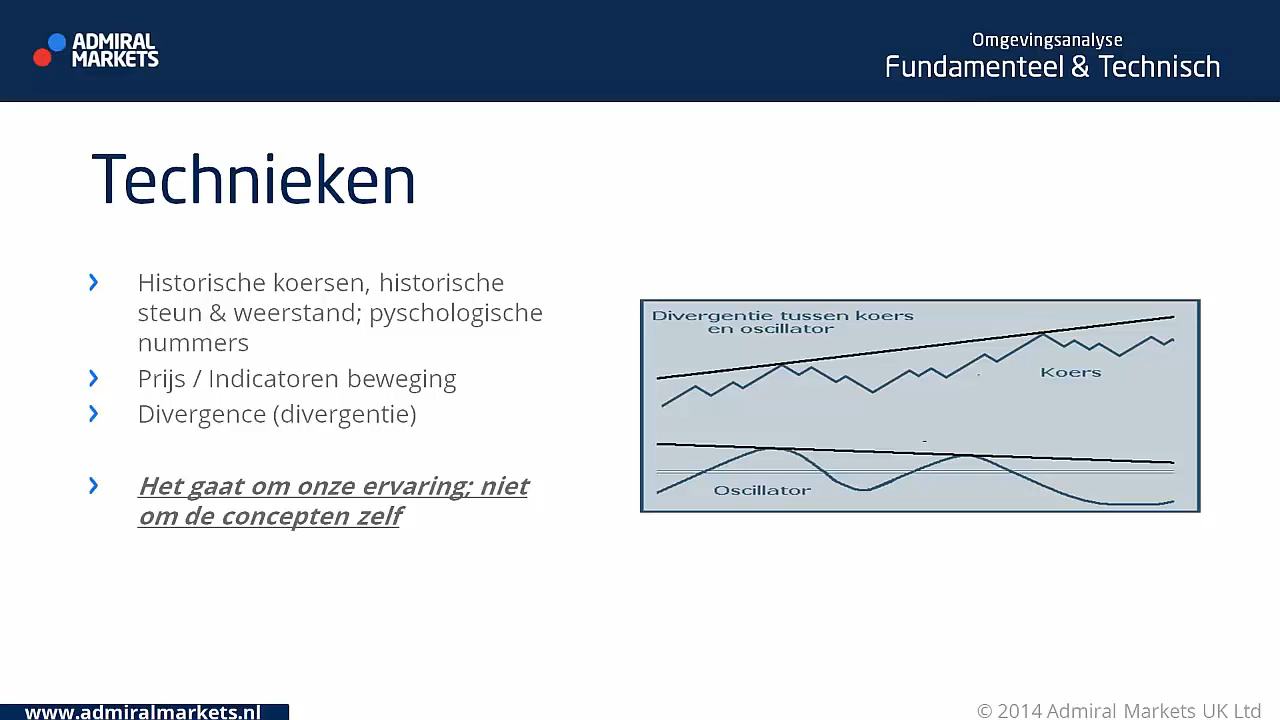 ADMIRAL
MARKETS
Omgevingsanalyse
Fundamenteel & Technisch
Technieken
Historische koersen, historische
steun & weerstand; pyschologische
nummers
Prijs / Indicatoren beweging
Divergence (divergentie)
Het gaat om onze ervaring; niet
om de concepten zelf
Divergentie tussen koers
en oscillator
Koers
Oscillator
www.admiralmarkets.nl
© 2014 Admiral Markets UK Ltd